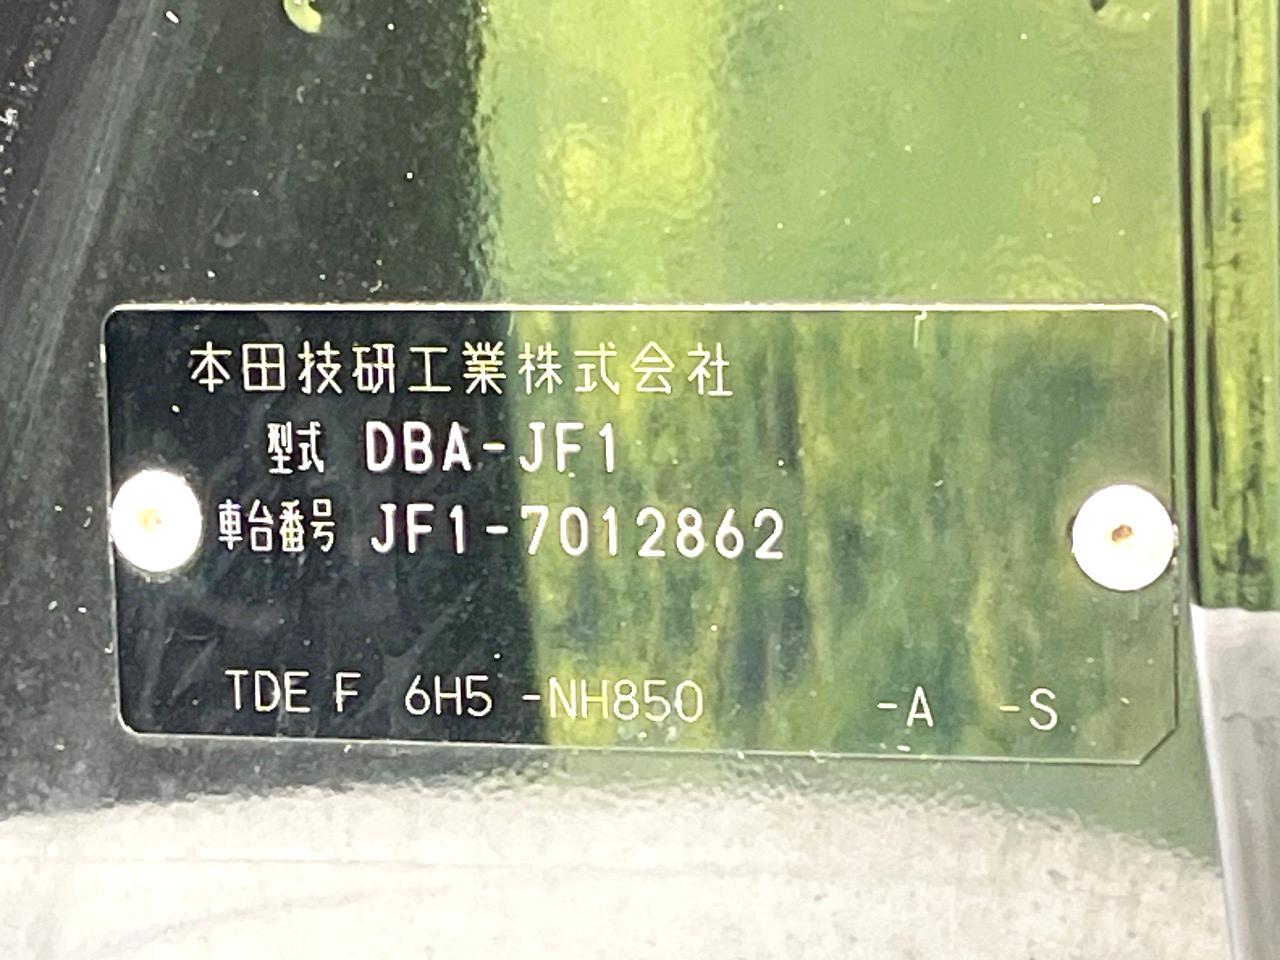 本田技研工業株式会社
型式 DBA-JF1
車台番号 JF1-7012862
TDE F 6H5 -NH850 -A -S